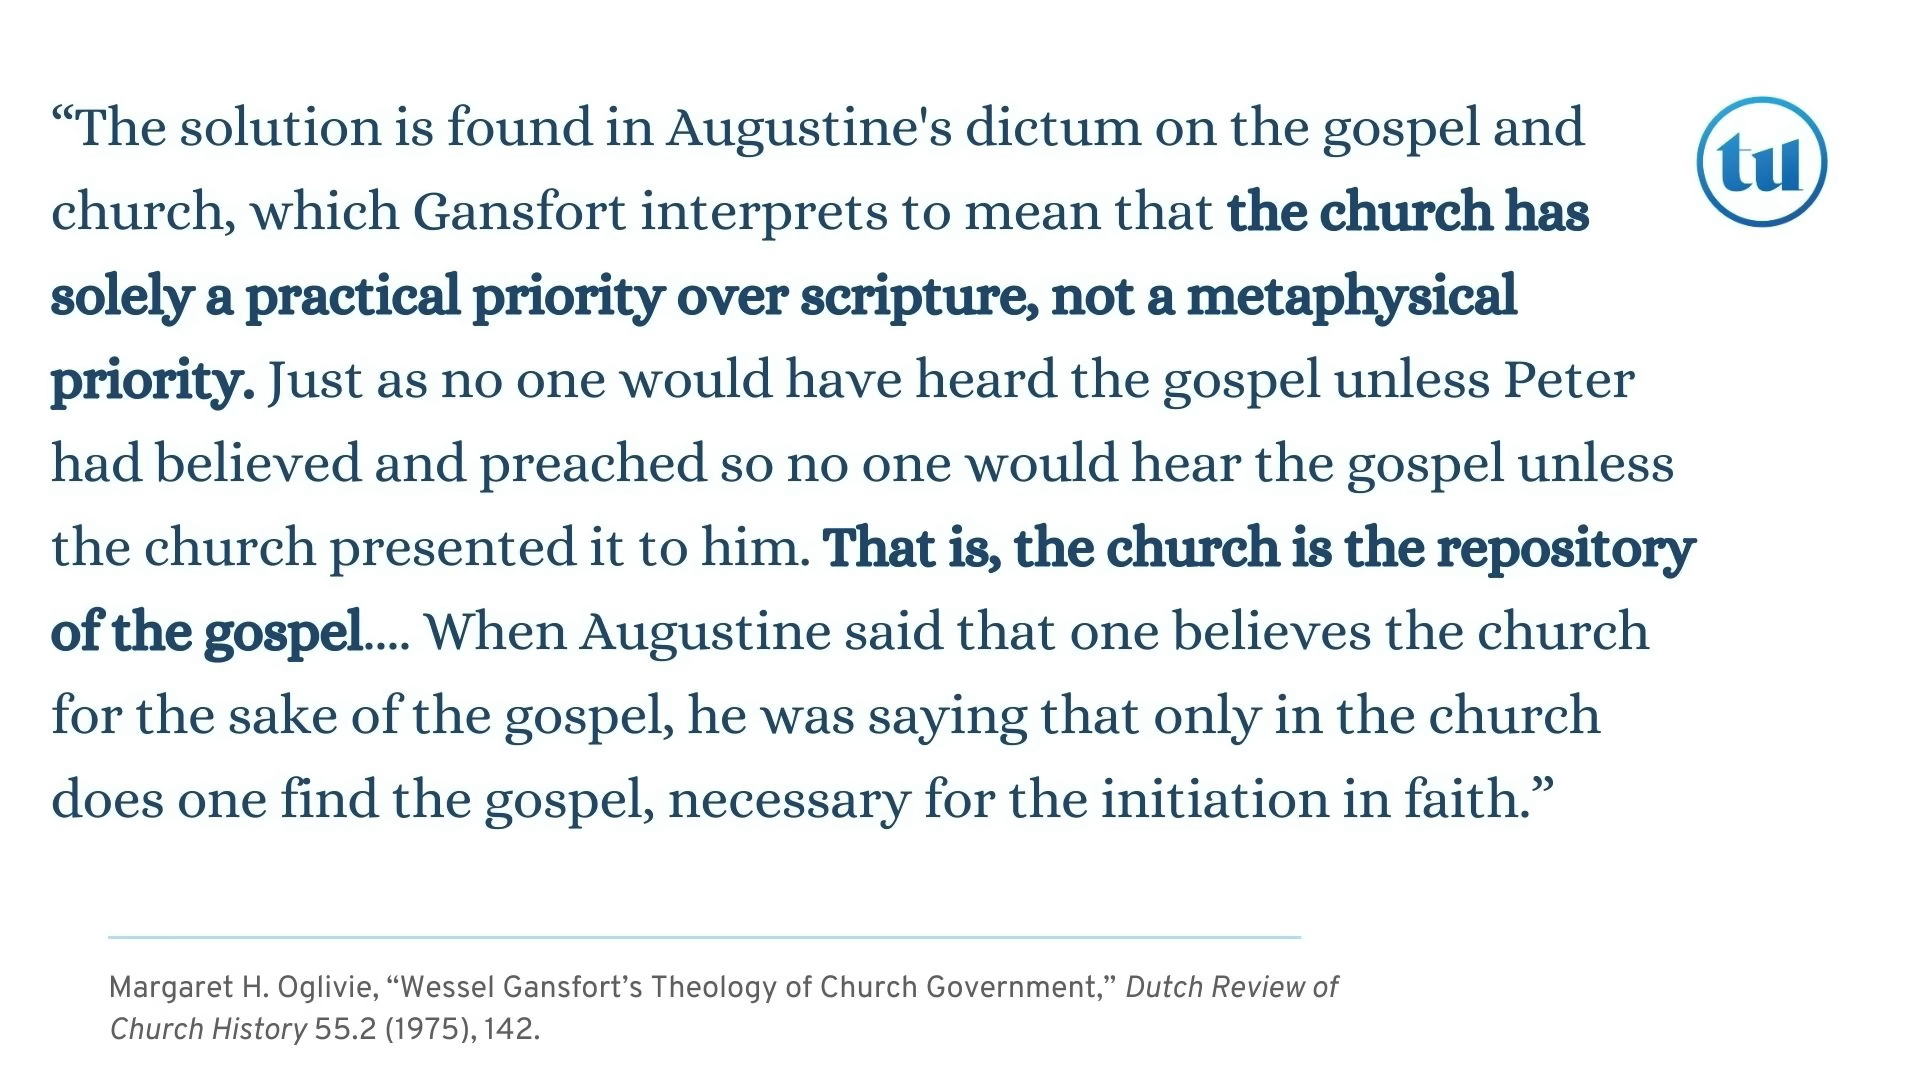 “The solution is found in Augustine's dictum on the gospel and
church, which Gansfort interprets to mean that the church has
solely a practical priority over scripture, not a metaphysical
priority. Just as no one would have heard the gospel unless Peter
had believed and preached so no one would hear the gospel unless
the church presented it to him. That is, the church is the repository
of the gospel.... When Augustine said that one believes the church
for the sake of the gospel, he was saying that only in the church
does one find the gospel, necessary for the initiation in faith.”
tu
Margaret H. Oglivie, “Wessel Gansfort’s Theology of Church Government,” Dutch Review of
Church History 55.2 (1975), 142.